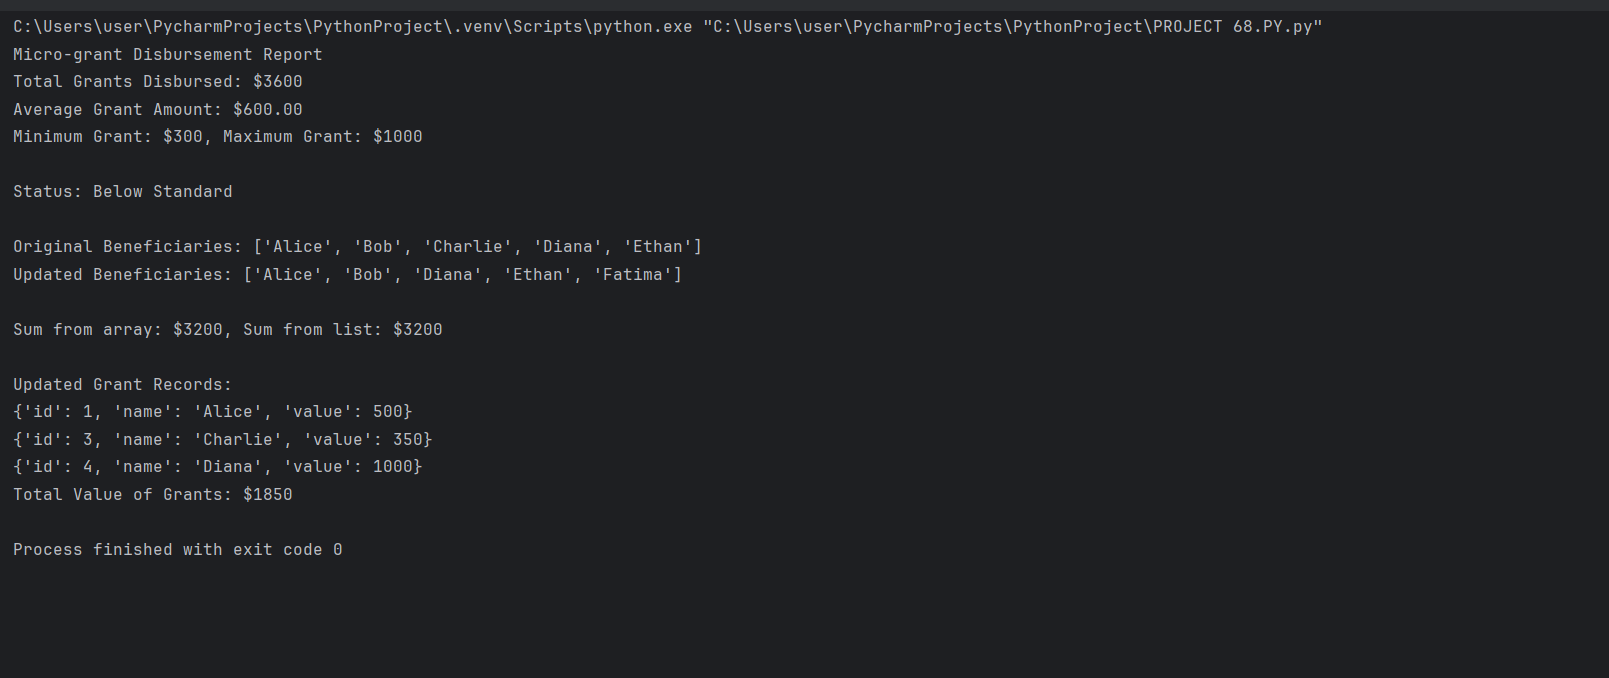 C:\Users\user\PycharmProjects\PythonProject\.venv\Scripts\python.exe "C:\Users\user\PycharmProjects\PythonProject\PROJECT 68.PY.py"
Micro-grant Disbursement Report
Total Grants Disbursed: $3600
Average Grant Amount: $600.00
Minimum Grant: $300, Maximum Grant: $1000
Status: Below Standard
Original Beneficiaries: ['Alice', 'Bob', 'Charlie', 'Diana', 'Ethan']
Updated Beneficiaries: ['Alice', 'Bob', 'Diana', 'Ethan', 'Fatima']
Sum from array: $3200, Sum from list: $3200
Updated Grant Records:
{'id': 1, 'name': 'Alice', 'value': 500}
{'id': 3, 'name': 'Charlie', 'value': 350}
{'id': 4, 'name': 'Diana', 'value': 1000}
Total Value of Grants: $1850
Process finished with exit code 0